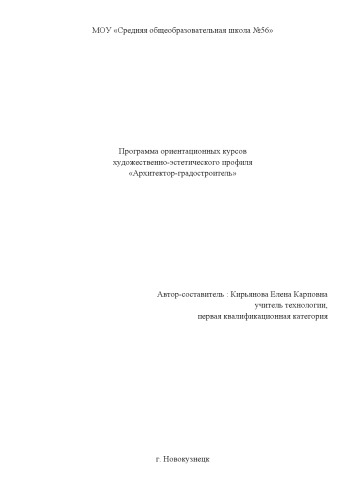 МОУ «Средняя общеобразовательная школа №56»
Программа ориентационных курсов
художественно-эстетического профиля
«Архитектор-градостроитель»
Автор-составитель : Кирьянова Елена Карповна
учитель технологии,
первая квалификационная категория
г. Новокузнецк